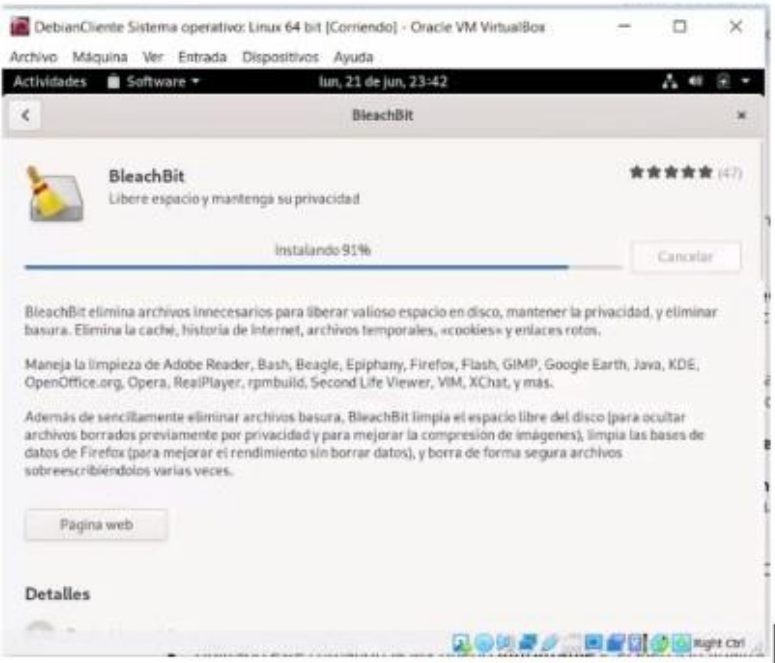 DebianCliente Sistema operativo: Linux 64 bit [Corriendo] - Oracle VM VirtualBox
Archivo Máquina Ver Entrada Dispositivos Ayuda
Actividades Software lun, 21 de jun, 23:42
BleachBit
BleachBit
Libere espacio y mantenga su privacidad
(47)
Instalando 91%
Cancelar
BleachBit elimina archivos innecesarios para liberar valioso espacio en disco, mantener la privacidad, y eliminar
basura. Elimina la caché, historia de Internet, archivos temporales, «cookies» y enlaces rotos.
Maneja la limpieza de Adobe Reader, Bash, Beagle, Epiphany, Firefox, Flash, GIMP, Google Earth, Java, KDE,
OpenOffice.org, Opera, RealPlayer, rpmbuild, Second Life Viewer, VIM, XChat, y más.
Además de sencillamente eliminar archivos basura, BleachBit limpia el espacio libre del disco (para ocultar
archivos borrados previamente por privacidad y para mejorar la compresión de imágenes), limpia las bases de
datos de Firefox (para mejorar el rendimiento sin borrar datos), y borra de forma segura archivos
sobreescribiéndolos varias veces.
Página web
Detalles
Right Ctrl